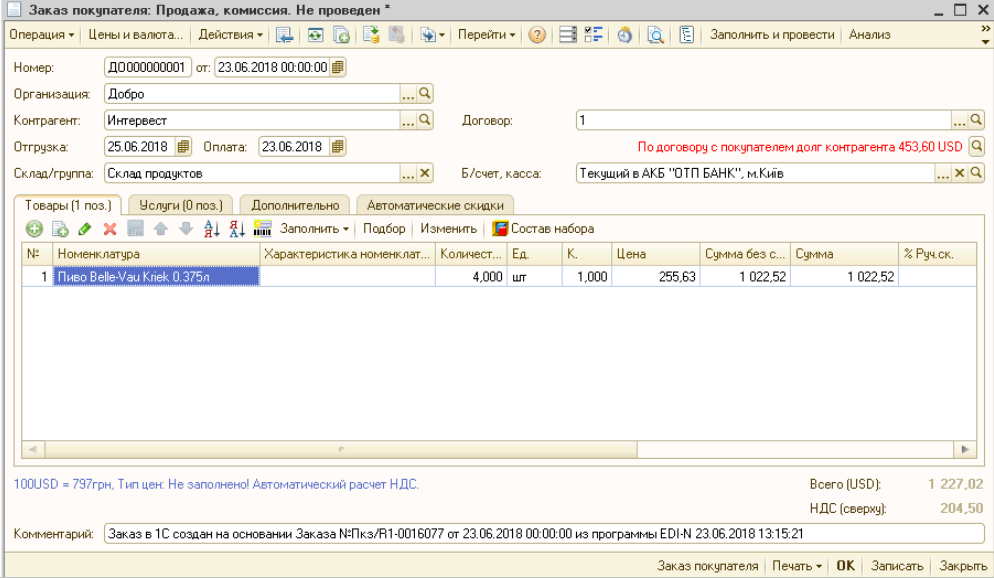 Заказ покупателя: Продажа, комиссия. Не проведен *
Операция Цены и валюта... Действия Перейти Заполнить и провести Анализ »
Номер: ДО000000001 от: 23.06.2018 00:00:00
Организация: Добро ...
Контрагент: Интервест ... Договор: 1 ...
Отгрузка: 25.06.2018 Оплата: 23.06.2018 По договору с покупателем долг контрагента 453,60 USD
Склад/группа: Склад продуктов ... Б/счет, касса: Текущий в АКБ "ОТП БАНК", м.Київ ...
Товары (1 поз.) Услуги (0 поз.) Дополнительно Автоматические скидки
Заполнить Подбор Изменить Состав набора
№ Номенклатура Характеристика номенклат... Количест... Ед. К. Цена Сумма без с... Сумма % Руч.ск.
1 Пиво Belle-Vau Kriek 0.375л 4,000 шт 1,000 255,63 1 022,52 1 022,52
100USD = 797грн, Тип цен: Не заполнено! Автоматический расчет НДС. Всего (USD): 1 227,02
НДС (сверху): 204,50
Комментарий: Заказ в 1С создан на основании Заказа №Пкз/R1-0016077 от 23.06.2018 00:00:00 из программы EDI-N 23.06.2018 13:15:21
Заказ покупателя Печать OK Записать Закрыть